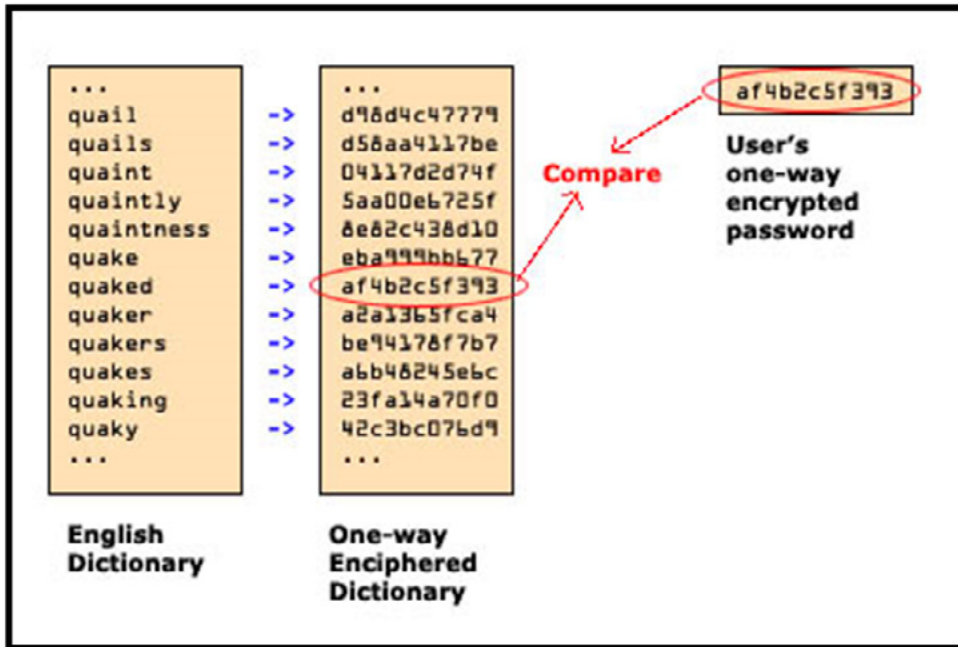 ...
quail -> d98d4c47779
quails -> d58aa4117be
quaint -> 04117d2d74f
quaintly -> 5aa00e6725f
quaintness -> 8e82c438d10
quake -> eba999bb677
quaked -> af4b2c5f393
quaker -> a2a1365fca4
quakers -> be94178f7b7
quakes -> a6b48245e6c
quaking -> 23fa14a70f0
quaky -> 42c3bc076d9
...
English
Dictionary
...
...
One-way
Enciphered
Dictionary
Compare
af4b2c5f393
User's
one-way
encrypted
password